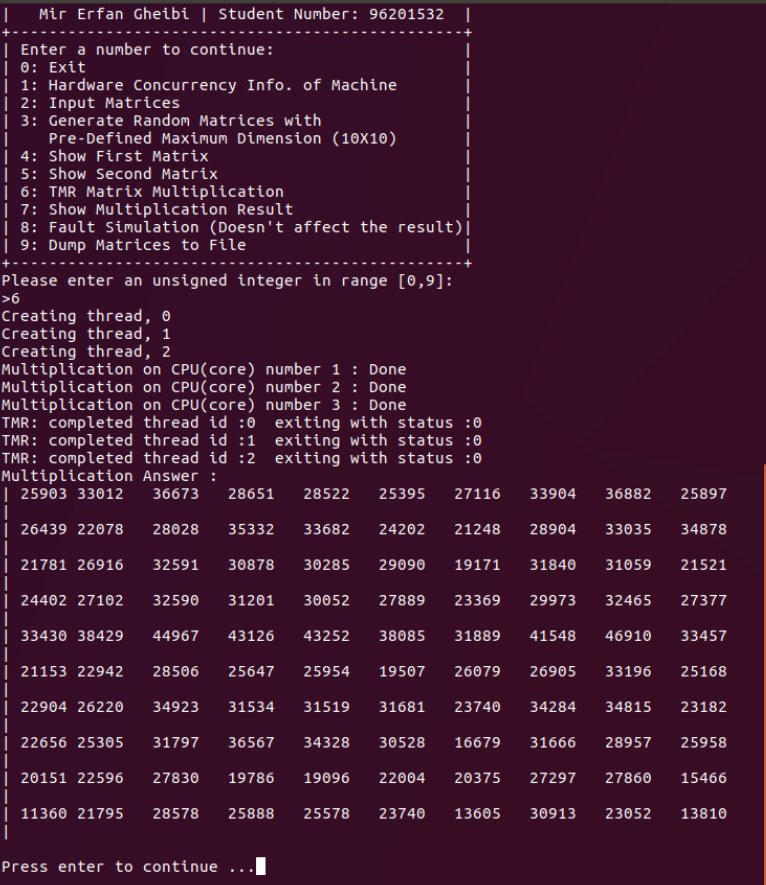 |   Mir Erfan Gheibi | Student Number: 96201532  |
+------------------------------------------------+
| Enter a number to continue:                    |
| 0: Exit                                        |
| 1: Hardware Concurrency Info. of Machine       |
| 2: Input Matrices                              |
| 3: Generate Random Matrices with               |
|    Pre-Defined Maximum Dimension (10X10)       |
| 4: Show First Matrix                           |
| 5: Show Second Matrix                          |
| 6: TMR Matrix Multiplication                   |
| 7: Show Multiplication Result                  |
| 8: Fault Simulation (Doesn't affect the result)|
| 9: Dump Matrices to File                       |
+------------------------------------------------+
Please enter an unsigned integer in range [0,9]:
>6
Creating thread, 0
Creating thread, 1
Creating thread, 2
Multiplication on CPU(core) number 1 : Done
Multiplication on CPU(core) number 2 : Done
Multiplication on CPU(core) number 3 : Done
TMR: completed thread id :0  exiting with status :0
TMR: completed thread id :1  exiting with status :0
TMR: completed thread id :2  exiting with status :0
Multiplication Answer :
| 25903 33012   36673   28651   28522   25395   27116   33904   36882   25897
|
| 26439 22078   28028   35332   33682   24202   21248   28904   33035   34878
|
| 21781 26916   32591   30878   30285   29090   19171   31840   31059   21521
|
| 24402 27102   32590   31201   30052   27889   23369   29973   32465   27377
|
| 33430 38429   44967   43126   43252   38085   31889   41548   46910   33457
|
| 21153 22942   28506   25647   25954   19507   26079   26905   33196   25168
|
| 22904 26220   34923   31534   31519   31681   23740   34284   34815   23182
|
| 22656 25305   31797   36567   34328   30528   16679   31666   28957   25958
|
| 20151 22596   27830   19786   19096   22004   20375   27297   27860   15466
|
| 11360 21795   28578   25888   25578   23740   13605   30913   23052   13810
|
Press enter to continue ...